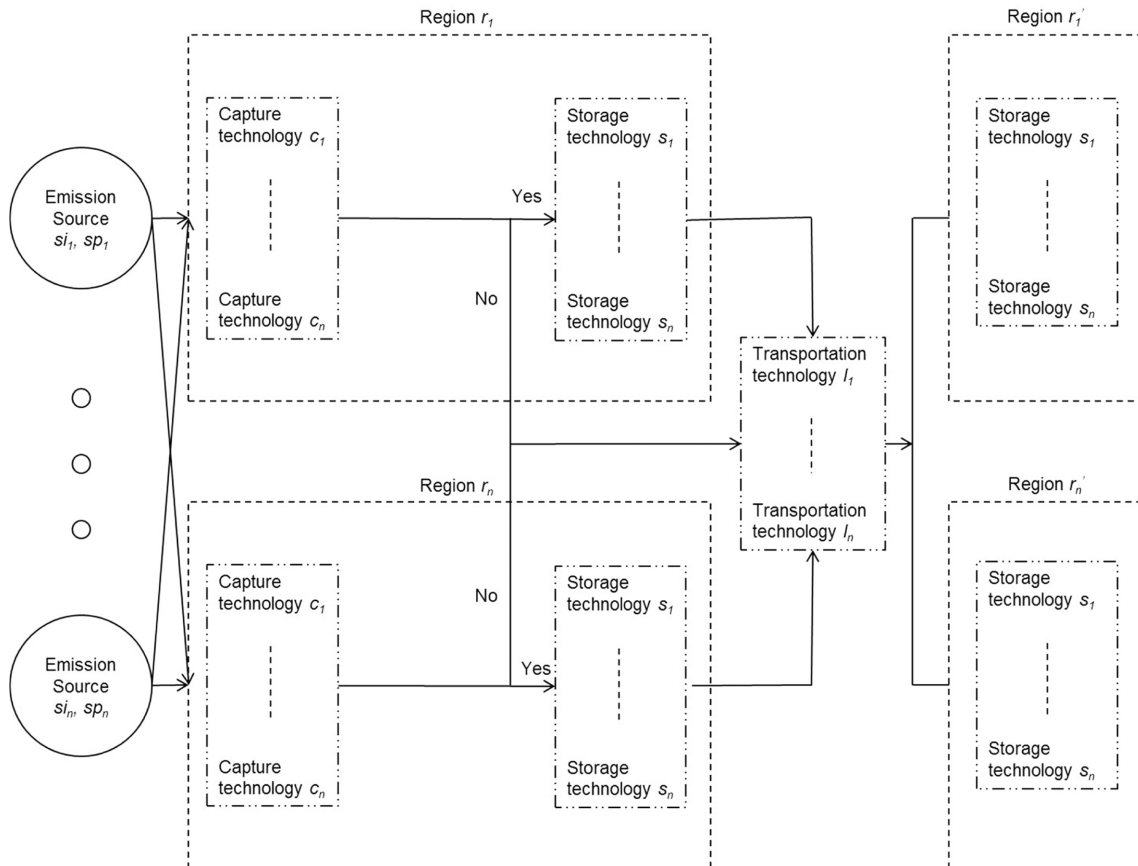 Region r₁
Region r₁'
Capture
technology c₁
Storage
technology s₁
Storage
technology s₁
Emission
Source
si₁, sp₁
Yes
No
Capture
technology cₙ
Storage
technology sₙ
Storage
technology sₙ
Transportation
technology l₁
Region rₙ
Region rₙ'
Transportation
technology lₙ
Capture
technology c₁
No
Storage
technology s₁
Storage
technology s₁
Emission
Source
siₙ, spₙ
Yes
Capture
technology cₙ
Storage
technology sₙ
Storage
technology sₙ